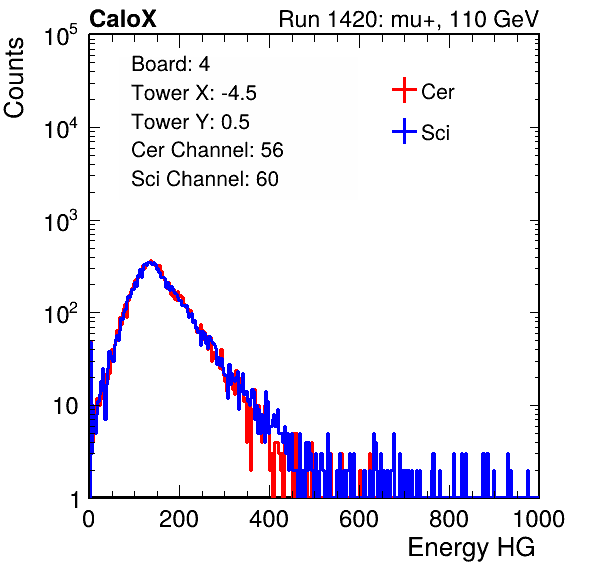 CaloX Run 1420: mu+, 110 GeV
Counts
10^5
10^4
10^3
10^2
10
1
Board: 4
Tower X: -4.5
Tower Y: 0.5
Cer Channel: 56
Sci Channel: 60
Cer
Sci
0 200 400 600 800 1000
Energy HG